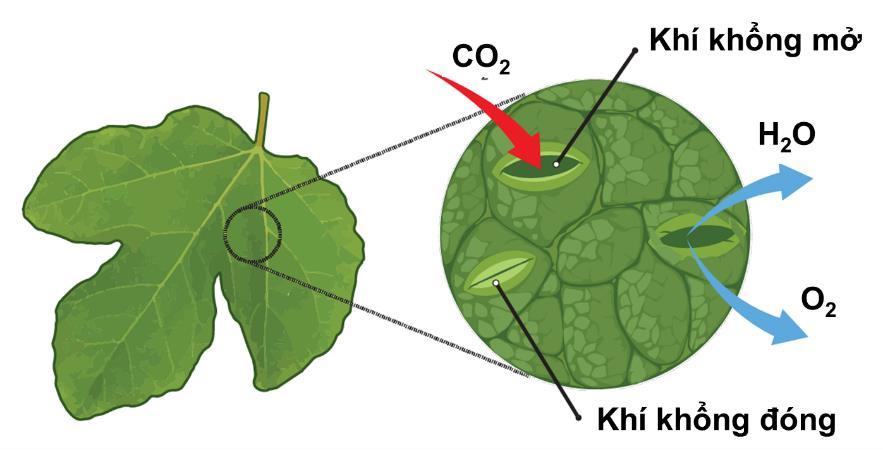 CO₂
Khí khổng mở
H₂O
O₂
Khí khổng đóng